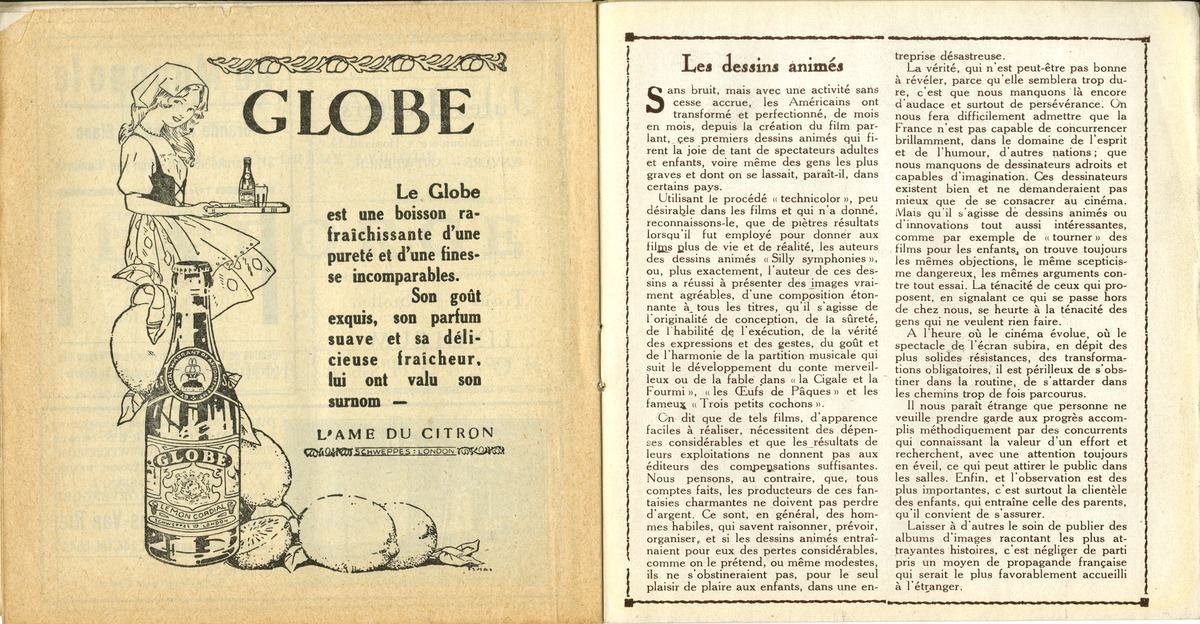 GLOBE
Le Globe
est une boisson ra-
fraîchissante d'une
pureté et d'une fines-
se incomparables.
Son goût
exquis, son parfum
suave et sa déli-
cieuse fraîcheur,
lui ont valu son
surnom —
L'AME DU CITRON
SCHWEPPES : LONDON
GLOBE
LEMON CORDIAL
SCHWEPPES LD LONDON
Les dessins animés
Sans bruit, mais avec une activité sans
cesse accrue, les Américains ont
transformé et perfectionné, de mois
en mois, depuis la création du film par-
lant, ces premiers dessins animés qui fi-
rent la joie de tant de spectateurs adultes
et enfants, voire même des gens les plus
graves et dont on se lassait, paraît-il, dans
certains pays.
Utilisant le procédé « technicolor », peu
désirable dans les films et qui n'a donné,
reconnaissons-le, que de piètres résultats
lorsqu'il fut employé pour donner aux
films plus de vie et de réalité, les auteurs
des dessins animés « Silly symphonies »,
ou, plus exactement, l'auteur de ces des-
sins a réussi à présenter des images vrai-
ment agréables, d'une composition éton-
nante à tous les titres, qu'il s'agisse de
l'originalité de conception, de la sûreté,
de l'habilité de l'exécution, de la vérité
des expressions et des gestes, du goût et
de l'harmonie de la partition musicale qui
suit le développement du conte merveil-
leux ou de la fable dans « la Cigale et la
Fourmi », « les Œufs de Pâques » et les
fameux « Trois petits cochons ».
On dit que de tels films, d'apparence
faciles à réaliser, nécessitent des dépen-
ses considérables et que les résultats de
leurs exploitations ne donnent pas aux
éditeurs des compensations suffisantes.
Nous pensons, au contraire, que, tous
comptes faits, les producteurs de ces fan-
taisies charmantes ne doivent pas perdre
d'argent. Ce sont, en général, des hom-
mes habiles, qui savent raisonner, prévoir,
organiser, et si les dessins animés entraî-
naient pour eux des pertes considérables,
comme on le prétend, ou même modestes,
ils ne s'obstineraient pas, pour le seul
plaisir de plaire aux enfants, dans une en-
treprise désastreuse.
La vérité, qui n'est peut-être pas bonne
à révéler, parce qu'elle semblera trop du-
re, c'est que nous manquons là encore
d'audace et surtout de persévérance. On
nous fera difficilement admettre que la
France n'est pas capable de concurrencer
brillamment, dans le domaine de l'esprit
et de l'humour, d'autres nations ; que
nous manquons de dessinateurs adroits et
capables d'imagination. Ces dessinateurs
existent bien et ne demanderaient pas
mieux que de se consacrer au cinéma.
Mais qu'il s'agisse de dessins animés ou
d'innovations tout aussi intéressantes,
comme par exemple de « tourner » des
films pour les enfants, on trouve toujours
les mêmes objections, le même scepticis-
me dangereux, les mêmes arguments con-
tre tout essai. La ténacité de ceux qui pro-
posent, en signalant ce qui se passe hors
de chez nous, se heurte à la ténacité des
gens qui ne veulent rien faire.
A l'heure où le cinéma évolue, où le
spectacle de l'écran subira, en dépit des
plus solides résistances, des transforma-
tions obligatoires, il est périlleux de s'obs-
tiner dans la routine, de s'attarder dans
les chemins trop de fois parcourus.
Il nous paraît étrange que personne ne
veuille prendre garde aux progrès accom-
plis méthodiquement par des concurrents
qui connaissant la valeur d'un effort et
recherchent, avec une attention toujours
en éveil, ce qui peut attirer le public dans
les salles. Enfin, et l'observation est des
plus importantes, c'est surtout la clientèle
des enfants, qui entraîne celle des parents,
qu'il convient de s'assurer.
Laisser à d'autres le soin de publier des
albums d'images racontant les plus at-
trayantes histoires, c'est négliger de parti
pris un moyen de propagande française
qui serait le plus favorablement accueilli
à l'étranger.